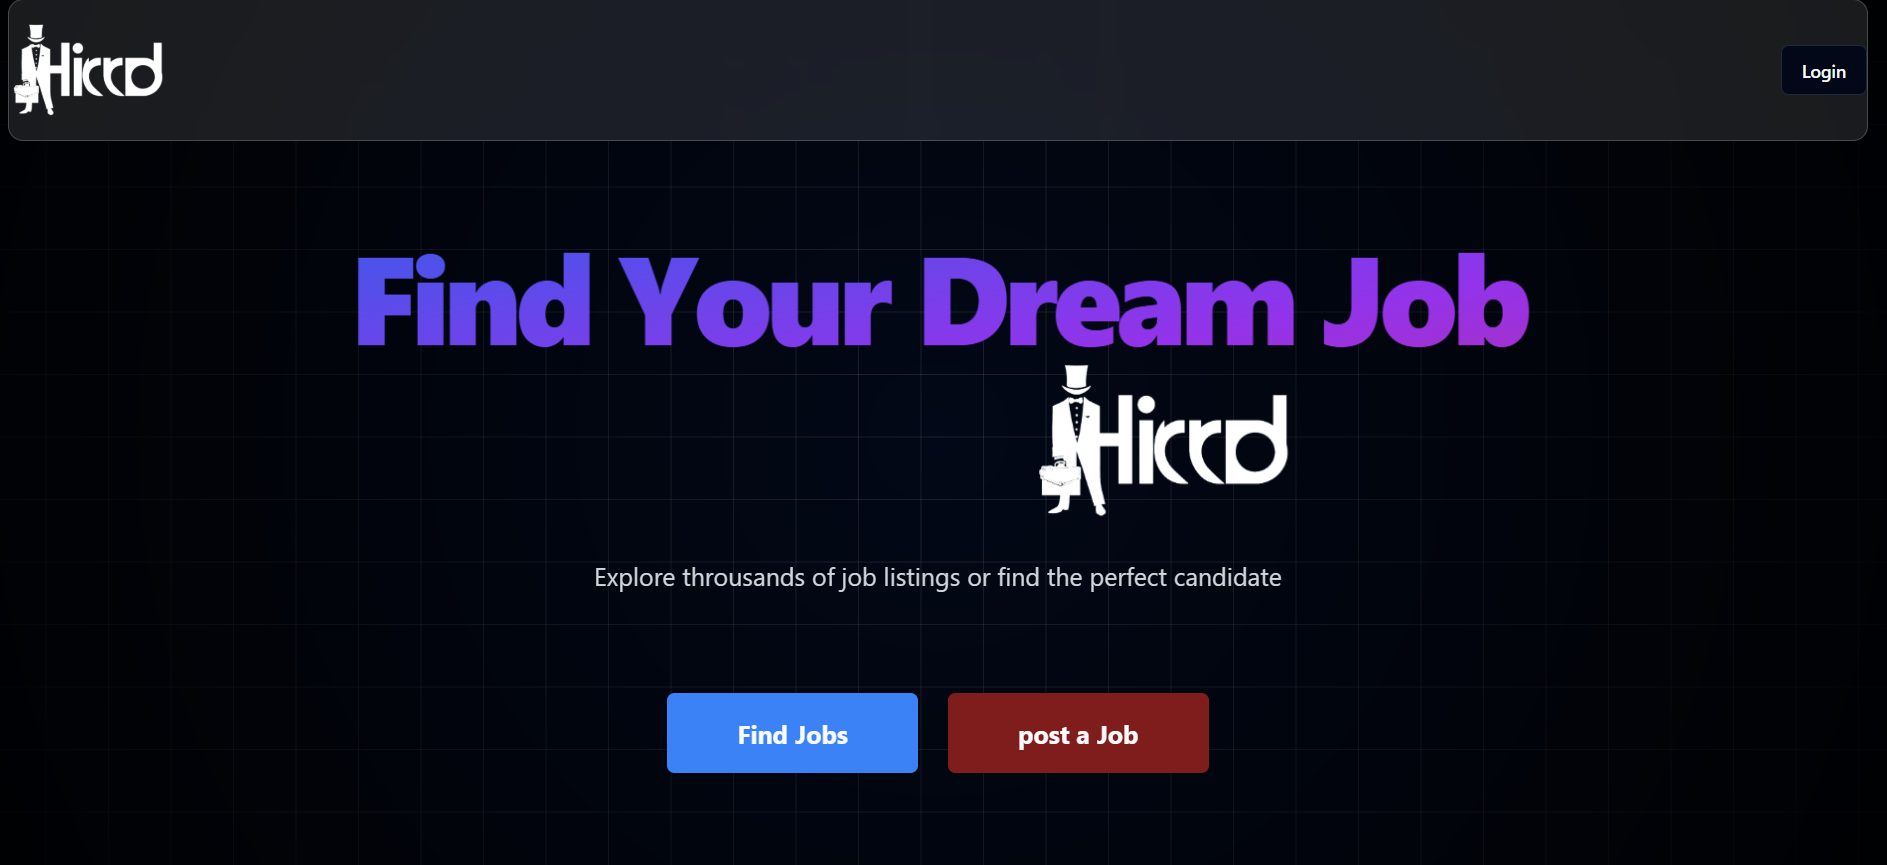 Hirrd
Login
Find Your Dream Job
Hirrd
Explore throusands of job listings or find the perfect candidate
Find Jobs
post a Job